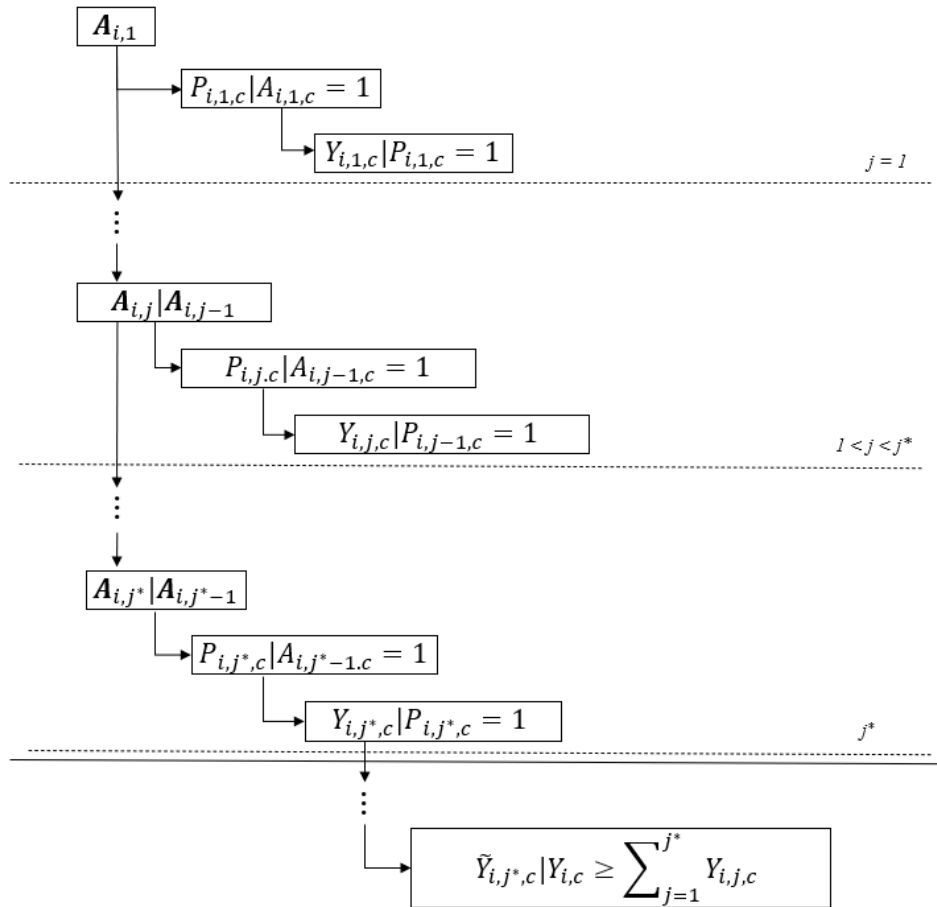 𝑨_{i,1}
P_{i,1,c}|A_{i,1,c} = 1
Y_{i,1,c}|P_{i,1,c} = 1
j = 1
⋮
𝑨_{i,j}|𝑨_{i,j−1}
P_{i,j.c}|A_{i,j−1,c} = 1
Y_{i,j,c}|P_{i,j−1,c} = 1
1 < j < j*
⋮
𝑨_{i,j*}|𝑨_{i,j*−1}
P_{i,j*,c}|A_{i,j*−1.c} = 1
Y_{i,j*,c}|P_{i,j*,c} = 1
j*
⋮
Ỹ_{i,j*,c}|Y_{i,c} ≥ ∑_{j=1}^{j*} Y_{i,j,c}